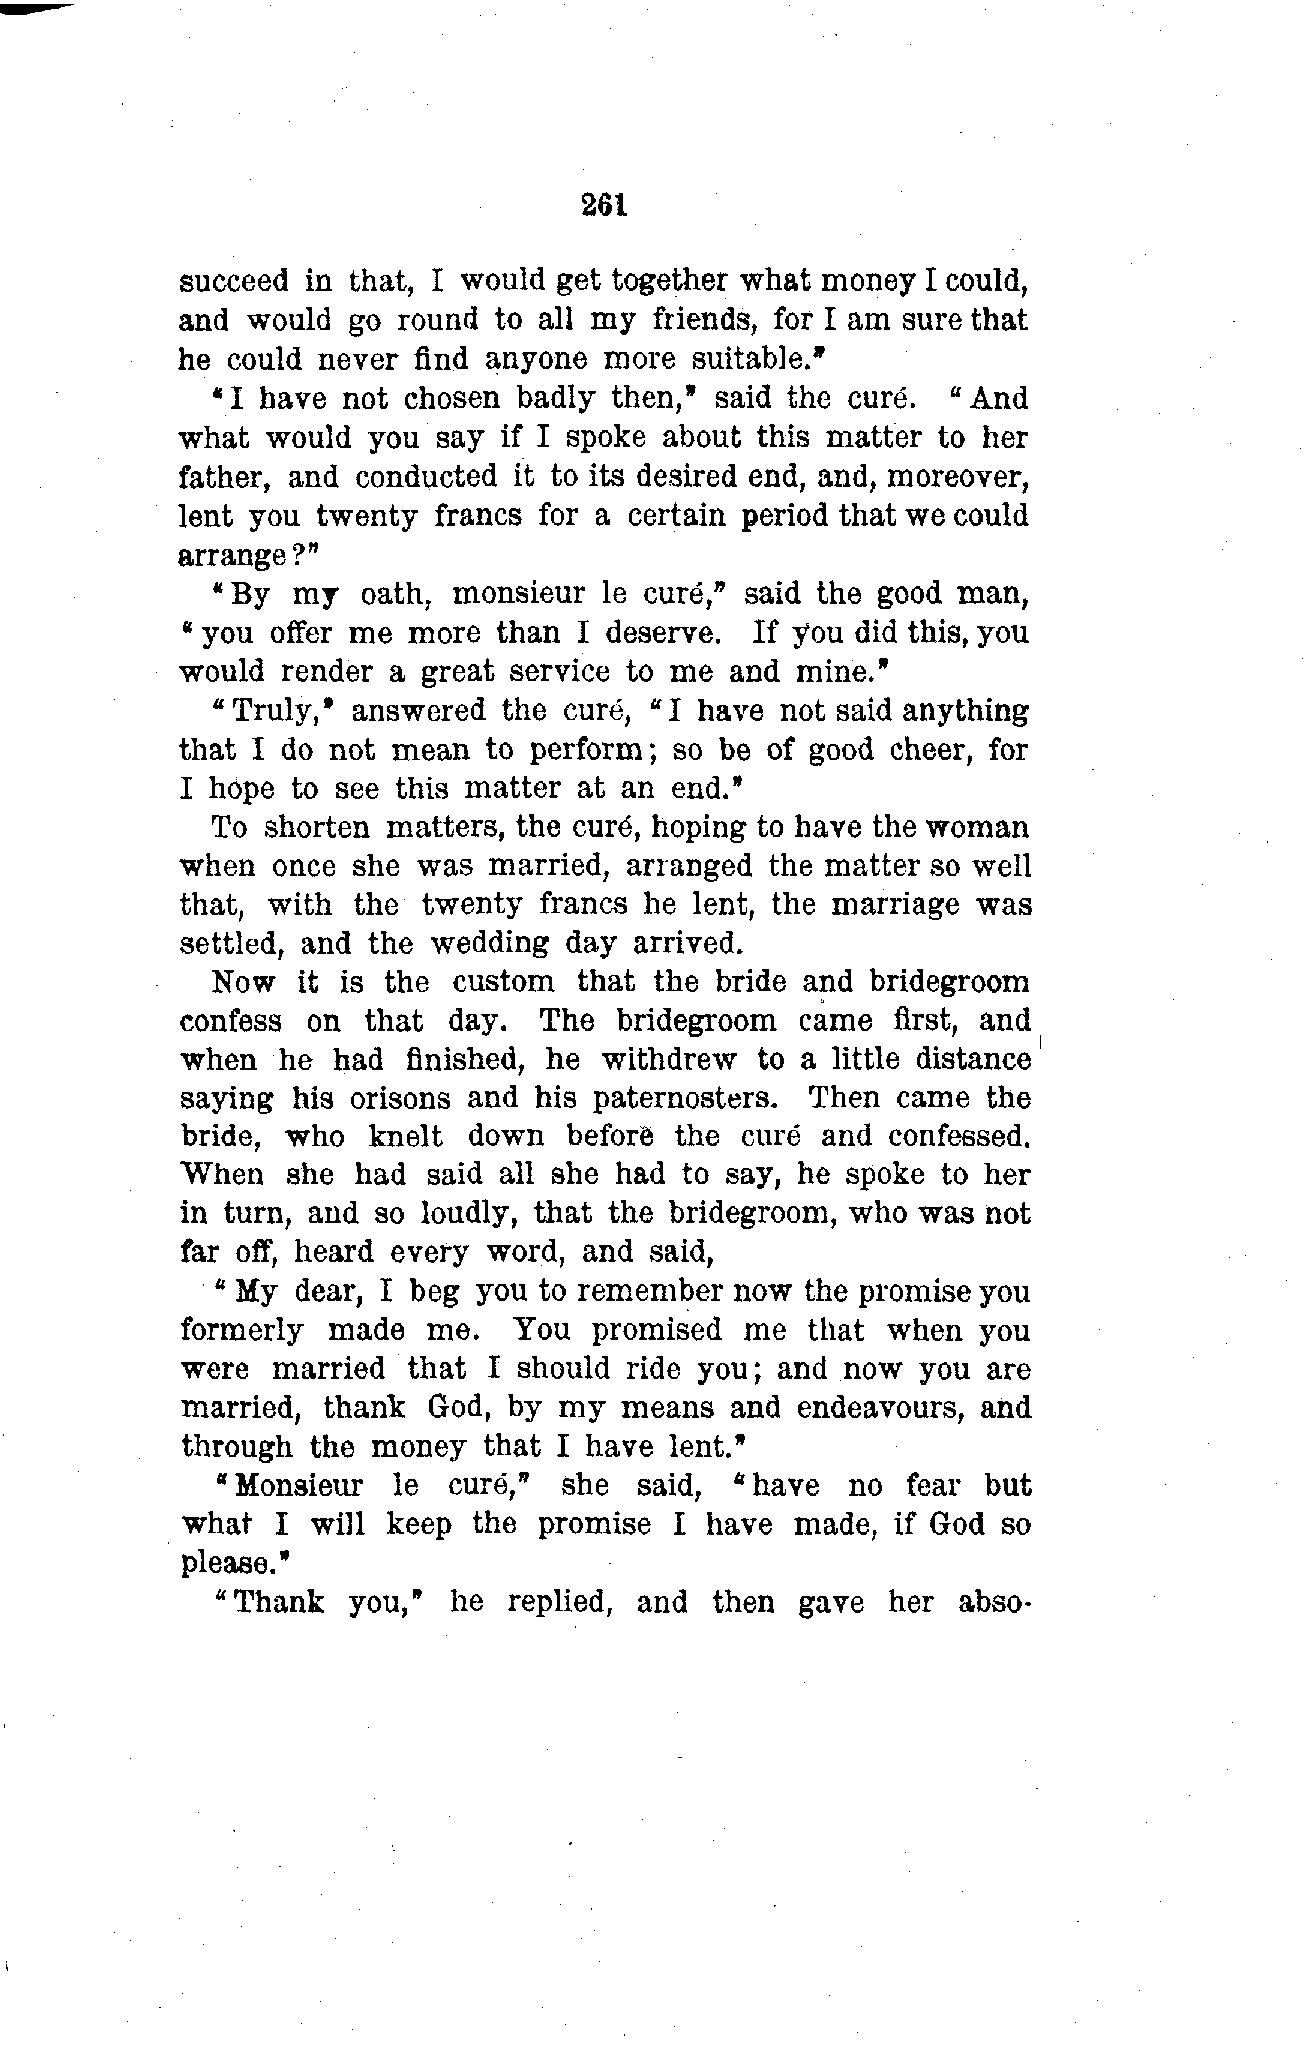 261
succeed in that, I would get together what money I could,
and would go round to all my friends, for I am sure that
he could never find anyone more suitable."
"I have not chosen badly then," said the curé. "And
what would you say if I spoke about this matter to her
father, and conducted it to its desired end, and, moreover,
lent you twenty francs for a certain period that we could
arrange?"
"By my oath, monsieur le curé," said the good man,
"you offer me more than I deserve. If you did this, you
would render a great service to me and mine."
"Truly," answered the curé, "I have not said anything
that I do not mean to perform; so be of good cheer, for
I hope to see this matter at an end."
To shorten matters, the curé, hoping to have the woman
when once she was married, arranged the matter so well
that, with the twenty francs he lent, the marriage was
settled, and the wedding day arrived.
Now it is the custom that the bride and bridegroom
confess on that day. The bridegroom came first, and
when he had finished, he withdrew to a little distance
saying his orisons and his paternosters. Then came the
bride, who knelt down before the curé and confessed.
When she had said all she had to say, he spoke to her
in turn, and so loudly, that the bridegroom, who was not
far off, heard every word, and said,
"My dear, I beg you to remember now the promise you
formerly made me. You promised me that when you
were married that I should ride you; and now you are
married, thank God, by my means and endeavours, and
through the money that I have lent."
"Monsieur le curé," she said, "have no fear but
what I will keep the promise I have made, if God so
please."
"Thank you," he replied, and then gave her abso-